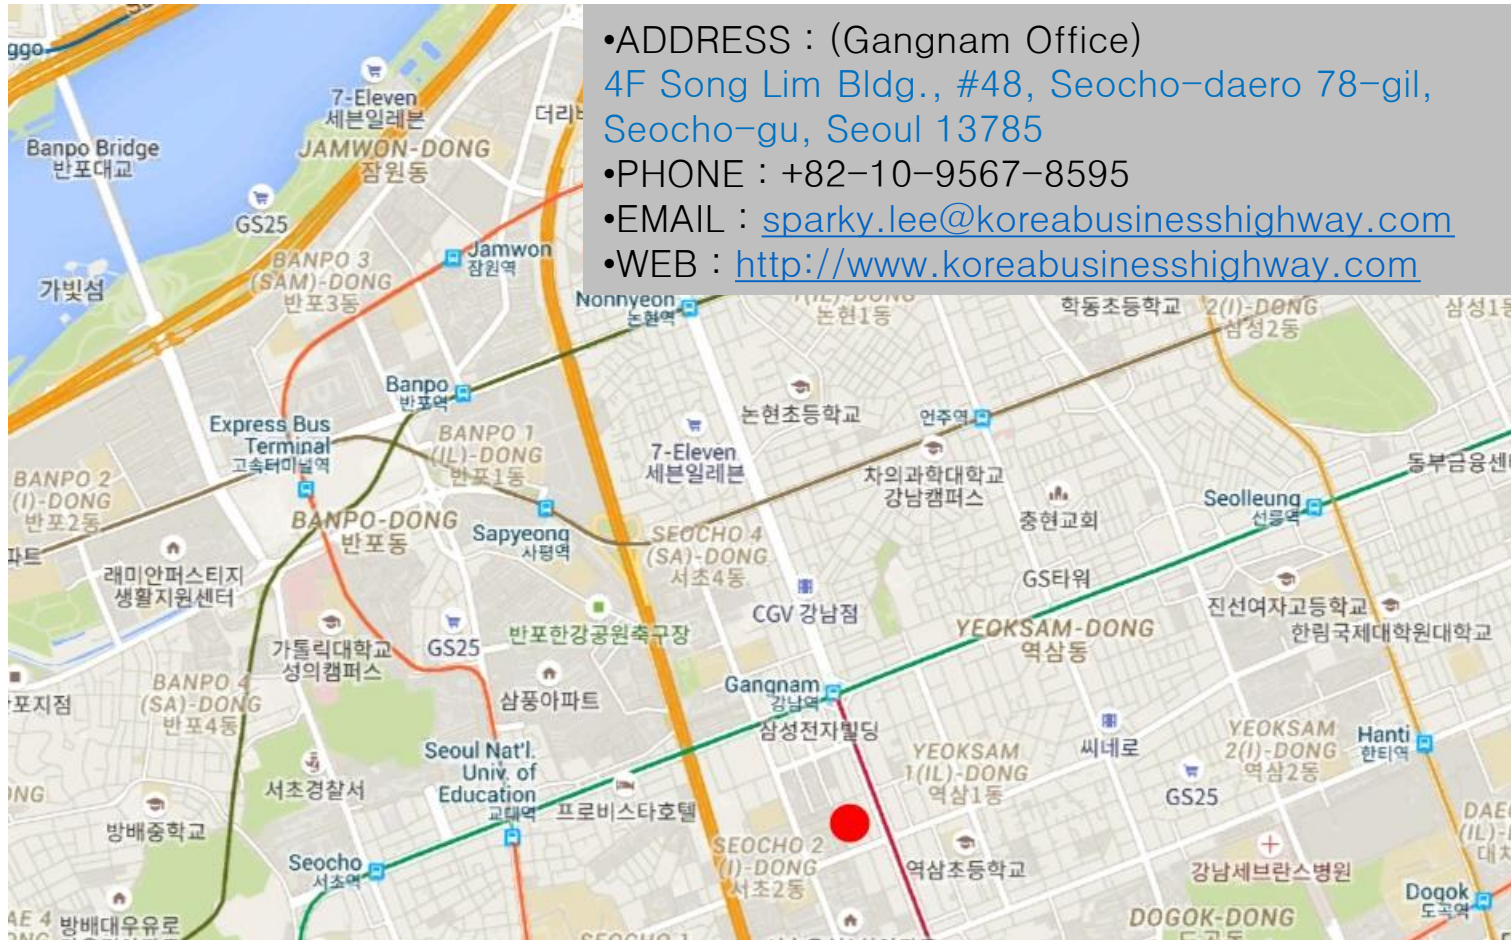 •ADDRESS : (Gangnam Office)
4F Song Lim Bldg., #48, Seocho-daero 78-gil,
Seocho-gu, Seoul 13785
•PHONE : +82-10-9567-8595
•EMAIL : sparky.lee@koreabusinesshighway.com
•WEB : http://www.koreabusinesshighway.com
7-Eleven
세븐일레븐
Banpo Bridge
반포대교
JAMWON-DONG
잠원동
GS25
Jamwon
잠원역
BANPO 3
(SAM)-DONG
반포3동
가빛섬
Nonhyeon
논현역
논현1동
학동초등학교
2(I)-DONG
삼성2동
Banpo
반포역
논현초등학교
언주역
Express Bus
Terminal
고속터미널역
BANPO 1
(IL)-DONG
반포1동
7-Eleven
세븐일레븐
차의과학대학교
강남캠퍼스
BANPO 2
(I)-DONG
반포2동
Seolleung
선릉역
충현교회
BANPO-DONG
반포동
Sapyeong
사평역
SEOCHO 4
(SA)-DONG
서초4동
래미안퍼스티지
생활지원센터
GS타워
CGV 강남점
진선여자고등학교
한림국제대학원대학교
YEOKSAM-DONG
역삼동
가톨릭대학교
성의캠퍼스
GS25
반포한강공원축구장
BANPO 4
(SA)-DONG
반포4동
삼풍아파트
Gangnam
강남역
삼성전자빌딩
씨네로
YEOKSAM
2(I)-DONG
역삼2동
Hanti
한티역
Seoul Nat'l.
Univ. of
Education
교대역
YEOKSAM
1(IL)-DONG
역삼1동
GS25
서초경찰서
프로비스타호텔
방배중학교
SEOCHO 2
(I)-DONG
서초2동
Seocho
서초역
역삼초등학교
강남세브란스병원
Dogok
도곡역
방배대우유로
DOGOK-DONG